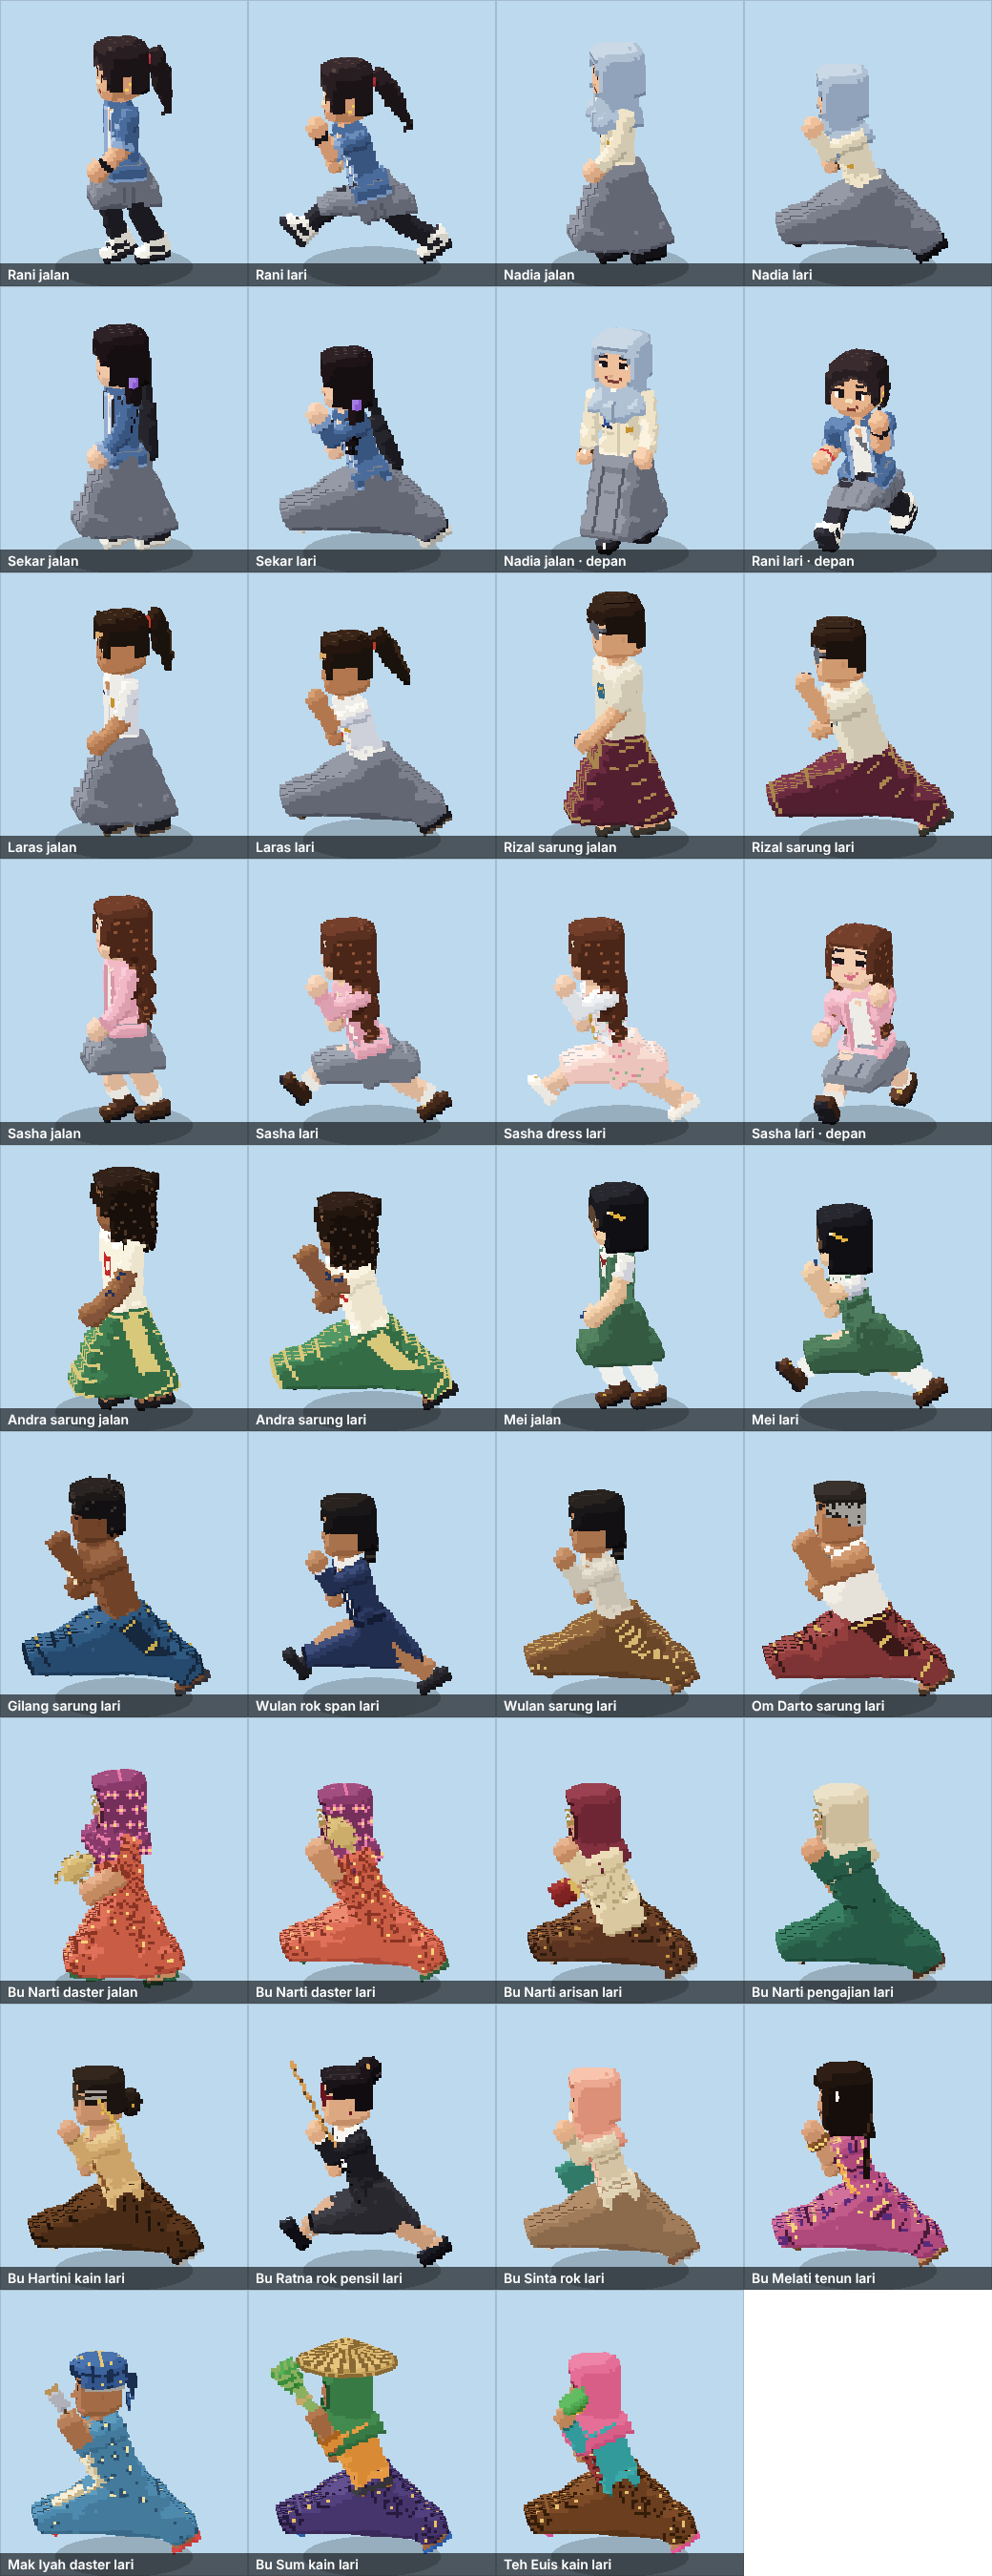 Rani jalan
Rani lari
Nadia jalan
Nadia lari
Sekar jalan
Sekar lari
Nadia jalan · depan
Rani lari · depan
Laras jalan
Laras lari
Rizal sarung jalan
Rizal sarung lari
Sasha jalan
Sasha lari
Sasha dress lari
Sasha lari · depan
Andra sarung jalan
Andra sarung lari
Mei jalan
Mei lari
Gilang sarung lari
Wulan rok span lari
Wulan sarung lari
Om Darto sarung lari
Bu Narti daster jalan
Bu Narti daster lari
Bu Narti arisan lari
Bu Narti pengajian lari
Bu Hartini kain lari
Bu Ratna rok pensil lari
Bu Sinta rok lari
Bu Melati tenun lari
Mak Iyah daster lari
Bu Sum kain lari
Teh Euis kain lari